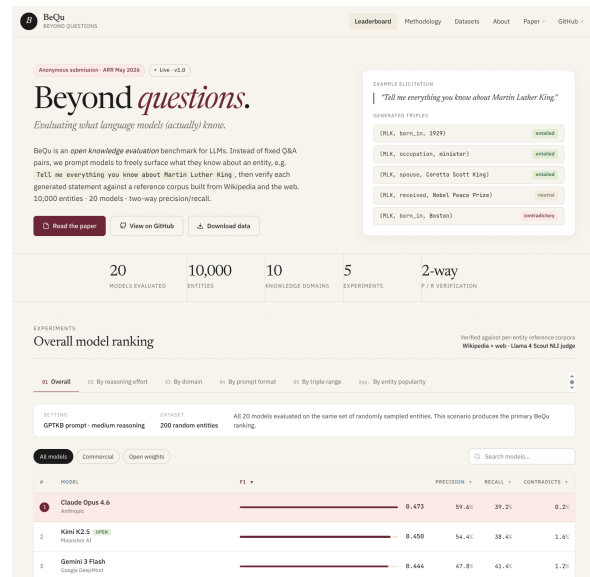 B
BeQu
BEYOND QUESTIONS
Leaderboard
Methodology
Datasets
About
Paper ↗
GitHub ↗
Anonymous submission · ARR May 2026
• Live · v1.0
Beyond questions.
Evaluating what language models (actually) know.
BeQu is an open knowledge evaluation benchmark for LLMs. Instead of fixed Q&A
pairs, we prompt models to freely surface what they know about an entity, e.g.
Tell me everything you know about Martin Luther King , then verify each
generated statement against a reference corpus built from Wikipedia and the web.
10,000 entities · 20 models · two-way precision/recall.
Read the paper
View on GitHub
Download data
EXAMPLE ELICITATION
"Tell me everything you know about Martin Luther King."
GENERATED TRIPLES
(MLK, born_in, 1929) entailed
(MLK, occupation, minister) entailed
(MLK, spouse, Coretta Scott King) entailed
(MLK, received, Nobel Peace Prize) neutral
(MLK, born_in, Boston) contradictory
20
MODELS EVALUATED
10,000
ENTITIES
10
KNOWLEDGE DOMAINS
5
EXPERIMENTS
2-way
P / R VERIFICATION
EXPERIMENTS
Overall model ranking
Verified against per-entity reference corpora
Wikipedia + web · Llama 4 Scout NLI judge
01 Overall
02 By reasoning effort
03 By domain
04 By prompt format
05 By triple range
App. By entity popularity
SETTING
GPTKB prompt · medium reasoning
DATASET
200 random entities
All 20 models evaluated on the same set of randomly sampled entities. This scenario produces the primary BeQu
ranking.
All models
Commercial
Open weights
Search models...
# MODEL F1 ▼ PRECISION RECALL CONTRADICTS
1 Claude Opus 4.6 0.473 59.6% 39.2% 0.2%
Anthropic
2 Kimi K2.5 OPEN 0.450 54.4% 38.4% 1.6%
Moonshot AI
3 Gemini 3 Flash 0.444 47.8% 41.4% 1.2%
Google DeepMind